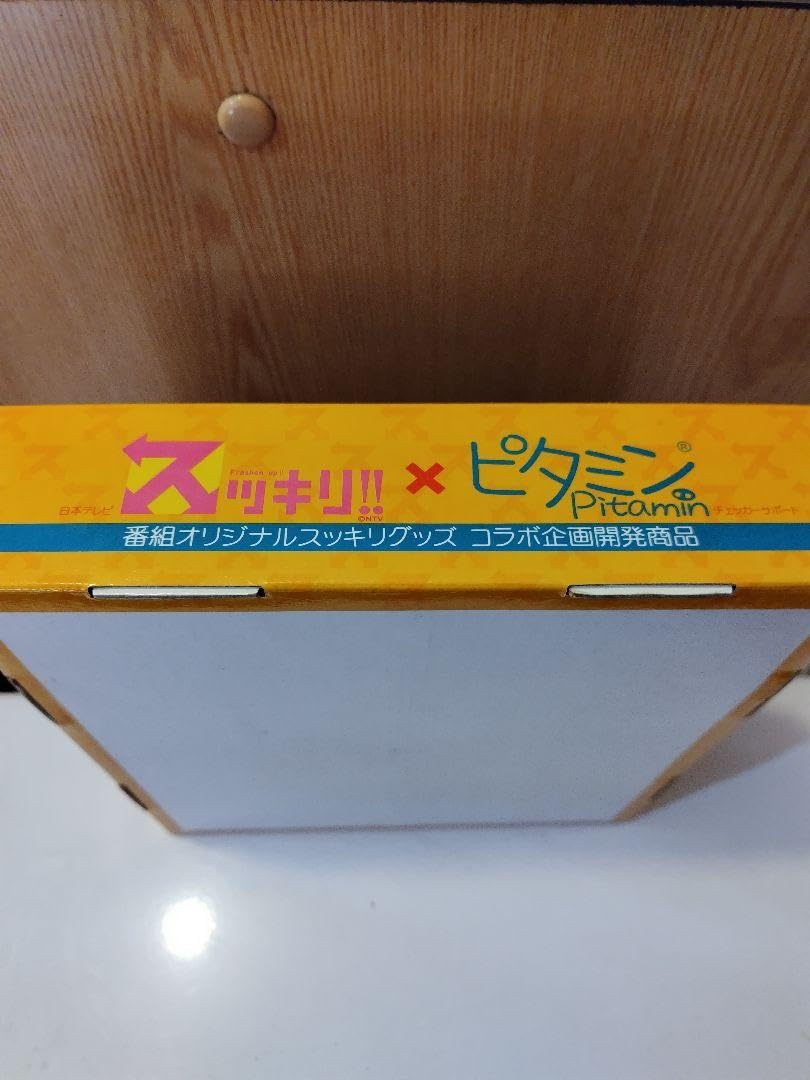 日本テレビ スッキリ!! × ピタミン® チェッカーサポート
Freshen up!!
©NTV
Pitamin
番組オリジナルスッキリグッズ コラボ企画開発商品